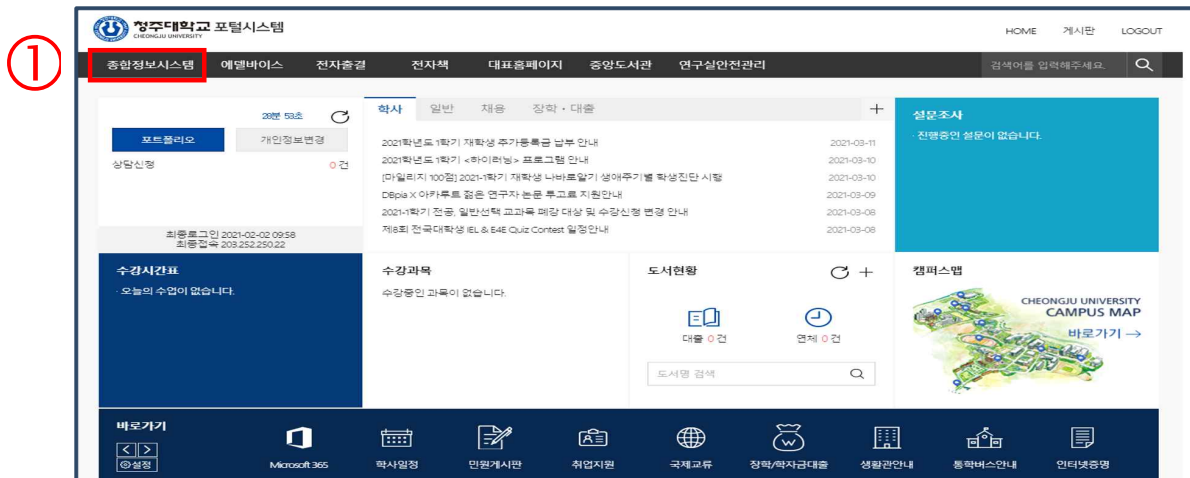 ①
청주대학교 포털시스템
CHEONGJU UNIVERSITY
HOME 게시판 LOGOUT
종합정보시스템 에델바이스 전자출결 전자책 대표홈페이지 중앙도서관 연구실안전관리 검색어를 입력해주세요.
28분 53초
포트폴리오 개인정보변경
상담신청 0 건
최종로그인 2021-02-02 09:58
최종접속 203.252.250.22
학사 일반 채용 장학・대출 +
2021학년도 1학기 재학생 추가등록금 납부 안내 2021-03-11
2021학년도 1학기 <하이러닝> 프로그램 안내 2021-03-10
[마일리지 100점] 2021-1학기 재학생 나바로알기 생애주기별 학생진단 시행 2021-03-10
DBpia X 아카루트 젊은 연구자 논문 투고료 지원안내 2021-03-09
2021-1학기 전공, 일반선택 교과목 폐강 대상 및 수강신청 변경 안내 2021-03-08
제8회 전국대학생 IEL & E4E Quiz Contest 일정안내 2021-03-08
설문조사
· 진행중인 설문이 없습니다.
수강시간표
· 오늘의 수업이 없습니다.
수강과목
수강중인 과목이 없습니다.
도서현황 +
대출 0 건 연체 0 건
도서명 검색
캠퍼스맵
CHEONGJU UNIVERSITY
CAMPUS MAP
바로가기 →
바로가기
< >
설정
Microsoft 365 학사일정 민원게시판 취업지원 국제교류 장학/학자금대출 생활관안내 통학버스안내 인터넷증명